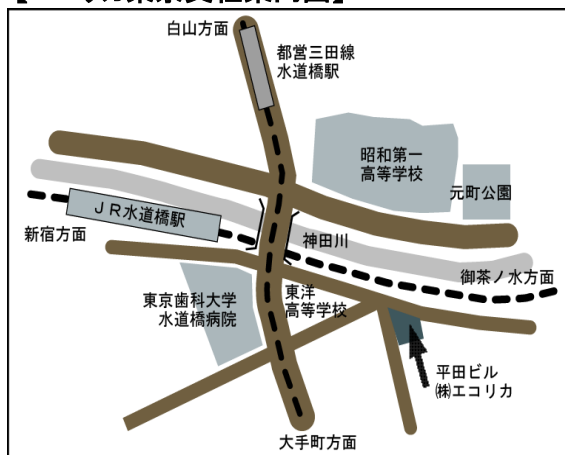 白山方面
都営三田線
水道橋駅
昭和第一
高等学校
元町公園
ＪＲ水道橋駅
新宿方面
神田川
御茶ノ水方面
東京歯科大学
水道橋病院
東洋
高等学校
平田ビル
㈱エコリカ
大手町方面